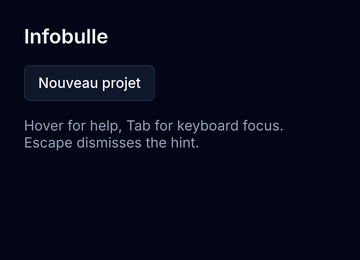 Infobulle
Nouveau projet
Hover for help, Tab for keyboard focus.
Escape dismisses the hint.